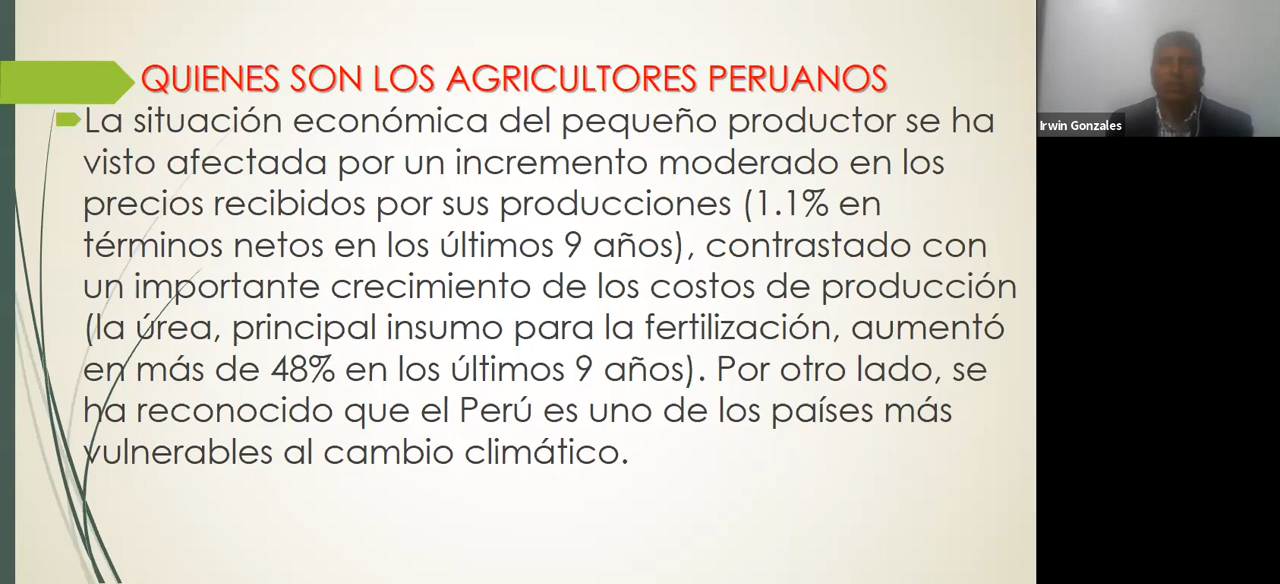 QUIENES SON LOS AGRICULTORES PERUANOS
La situación económica del pequeño productor se ha
visto afectada por un incremento moderado en los
precios recibidos por sus producciones (1.1% en
términos netos en los últimos 9 años), contrastado con
un importante crecimiento de los costos de producción
(la úrea, principal insumo para la fertilización, aumentó
en más de 48% en los últimos 9 años). Por otro lado, se
ha reconocido que el Perú es uno de los países más
vulnerables al cambio climático.
Irwin Gonzales